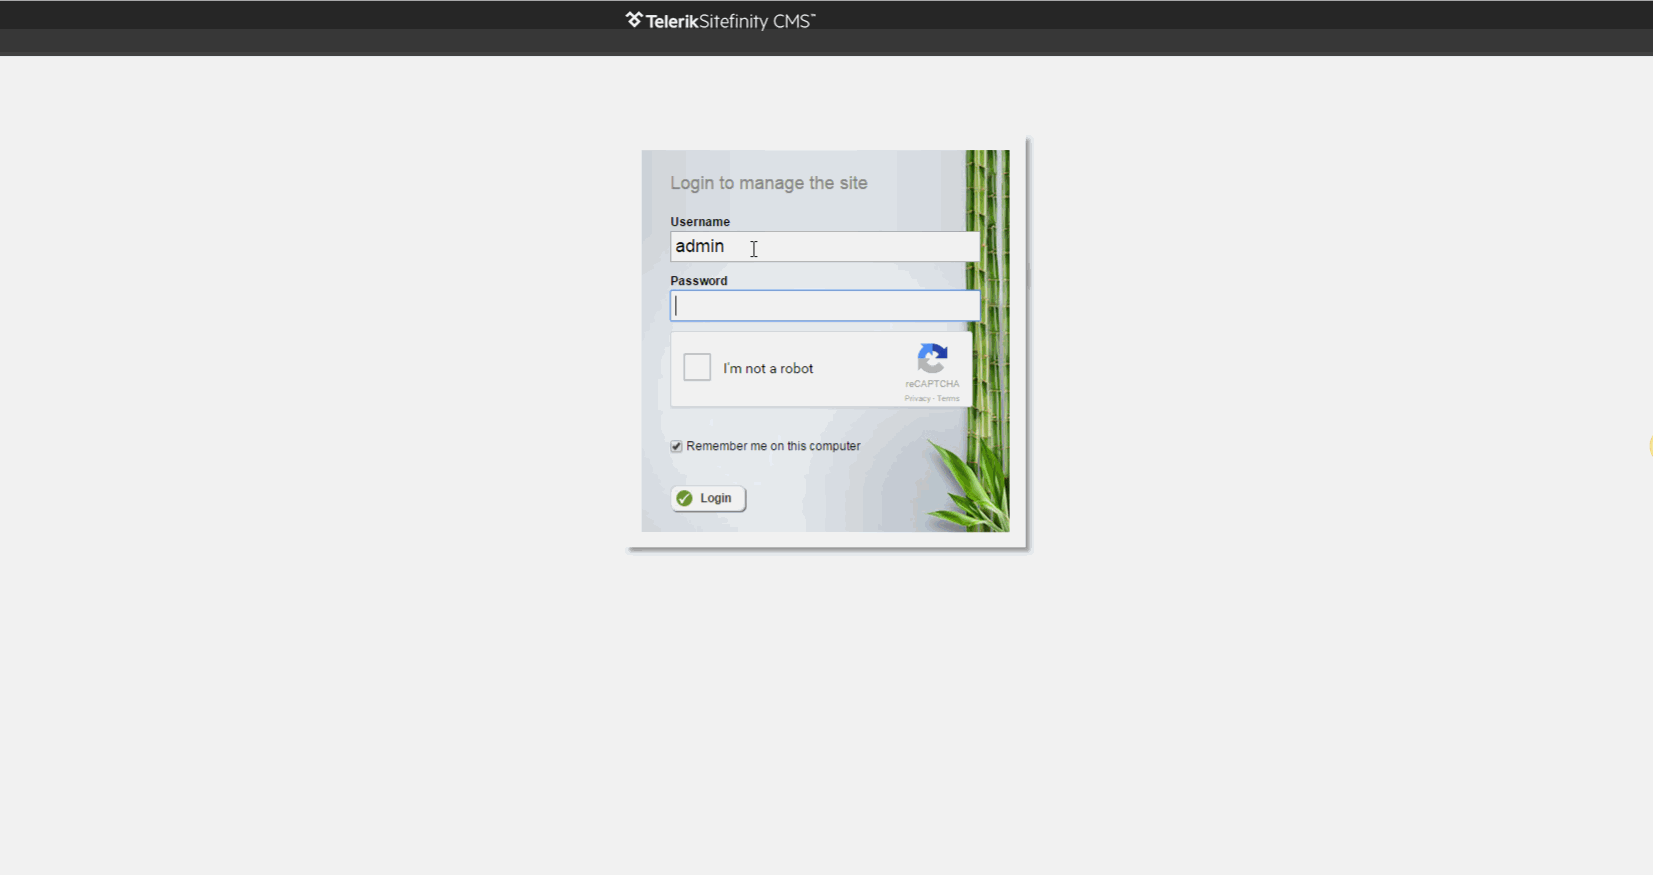 TelerikSitefinity CMS™
Login to manage the site
Username
admin
Password
I'm not a robot
reCAPTCHA
Privacy - Terms
Remember me on this computer
Login